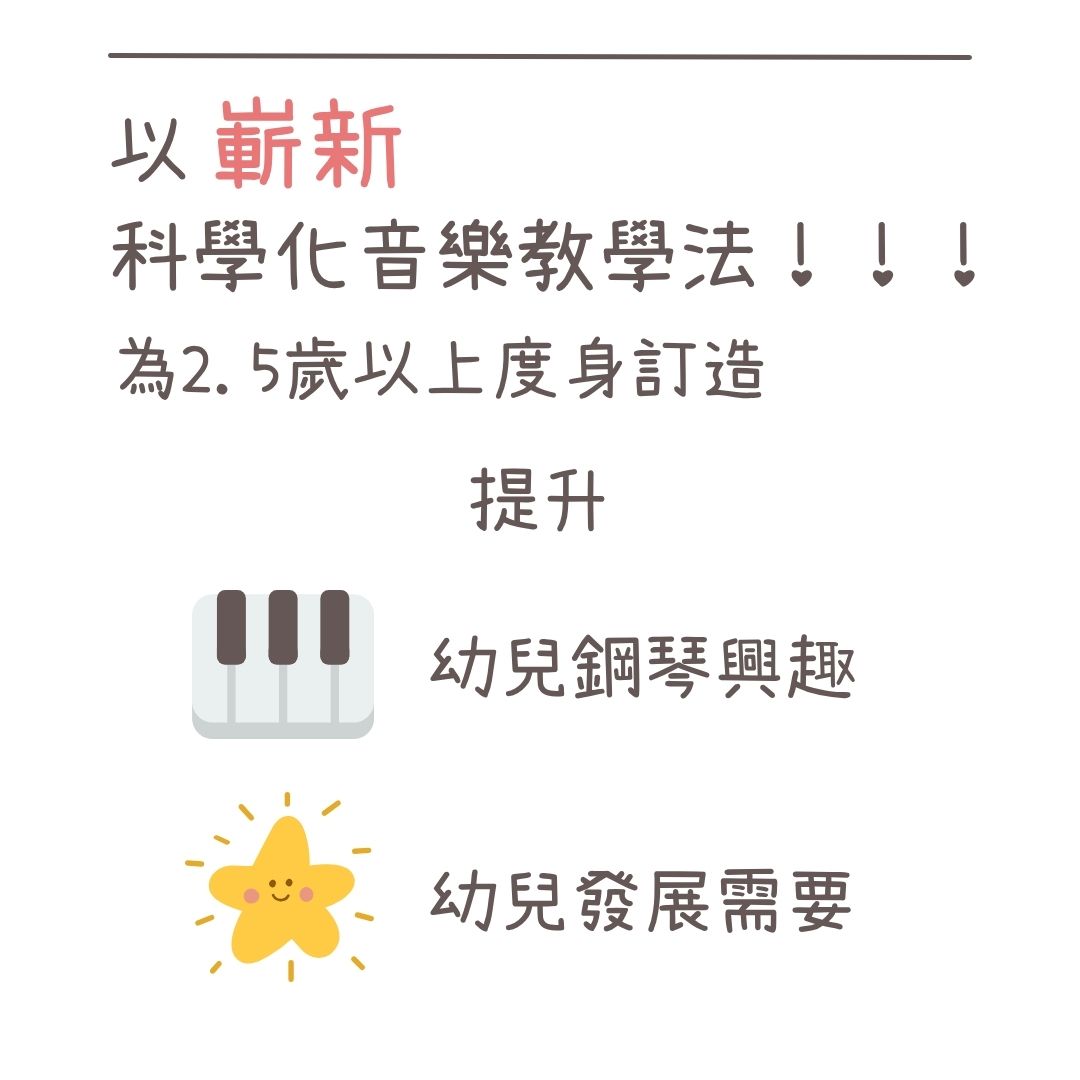 以 嶄新
科學化音樂教學法！！！
為2.5歲以上度身訂造
提升
幼兒鋼琴興趣
幼兒發展需要